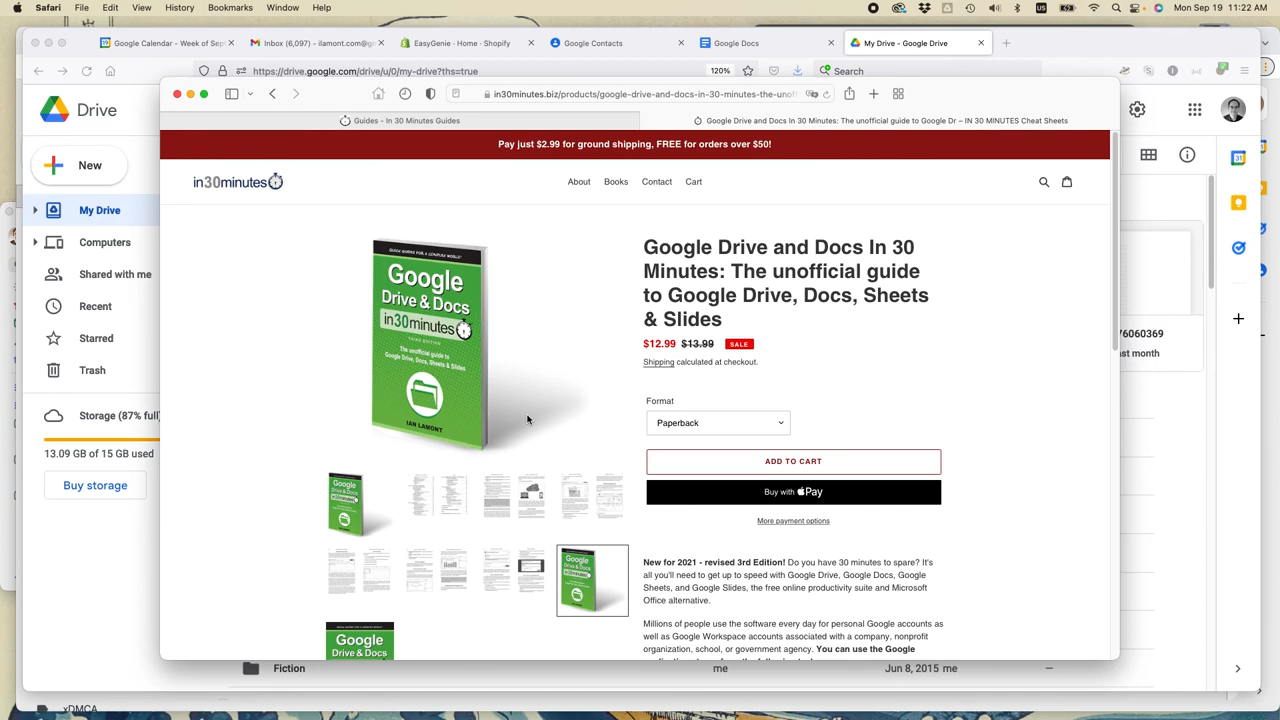 Safari File Edit View History Bookmarks Window Help
Mon Sep 19 11:22 AM
Google Calendar - Week of Sep
Inbox (6,097) - ilamont.com@g
EasyGenie · Home · Shopify
Google Contacts
Google Docs
My Drive - Google Drive
https://drive.google.com/drive/u/0/my-drive?ths=true
120%
Search
in30minutes.biz/products/google-drive-and-docs-in-30-minutes-the-unof
Guides - In 30 Minutes Guides
Google Drive and Docs In 30 Minutes: The unofficial guide to Google Dr – IN 30 MINUTES Cheat Sheets
Drive
New
My Drive
Computers
Shared with me
Recent
Starred
Trash
Storage (87% full)
13.09 GB of 15 GB used
Buy storage
Pay just $2.99 for ground shipping, FREE for orders over $50!
in30minutes
About Books Contact Cart
QUICK GUIDES FOR A COMPLEX WORLD
Google
Drive & Docs
in30minutes
THIRD EDITION
The unofficial guide to
Google Drive, Docs, Sheets & Slides
IAN LAMONT
Google Drive and Docs In 30
Minutes: The unofficial guide
to Google Drive, Docs, Sheets
& Slides
$12.99 $13.99 SALE
Shipping calculated at checkout.
Format
Paperback
ADD TO CART
Buy with Pay
More payment options
New for 2021 - revised 3rd Edition! Do you have 30 minutes to spare? It's
all you'll need to get up to speed with Google Drive, Google Docs, Google
Sheets, and Google Slides, the free online productivity suite and Microsoft
Office alternative.
Millions of people use the software every day for personal Google accounts as
well as Google Workspace accounts associated with a company, nonprofit
organization, school, or government agency. You can use the Google
Google
Drive & Docs
76060369
ast month
Fiction me Jun 8, 2015 me —
xDMCA